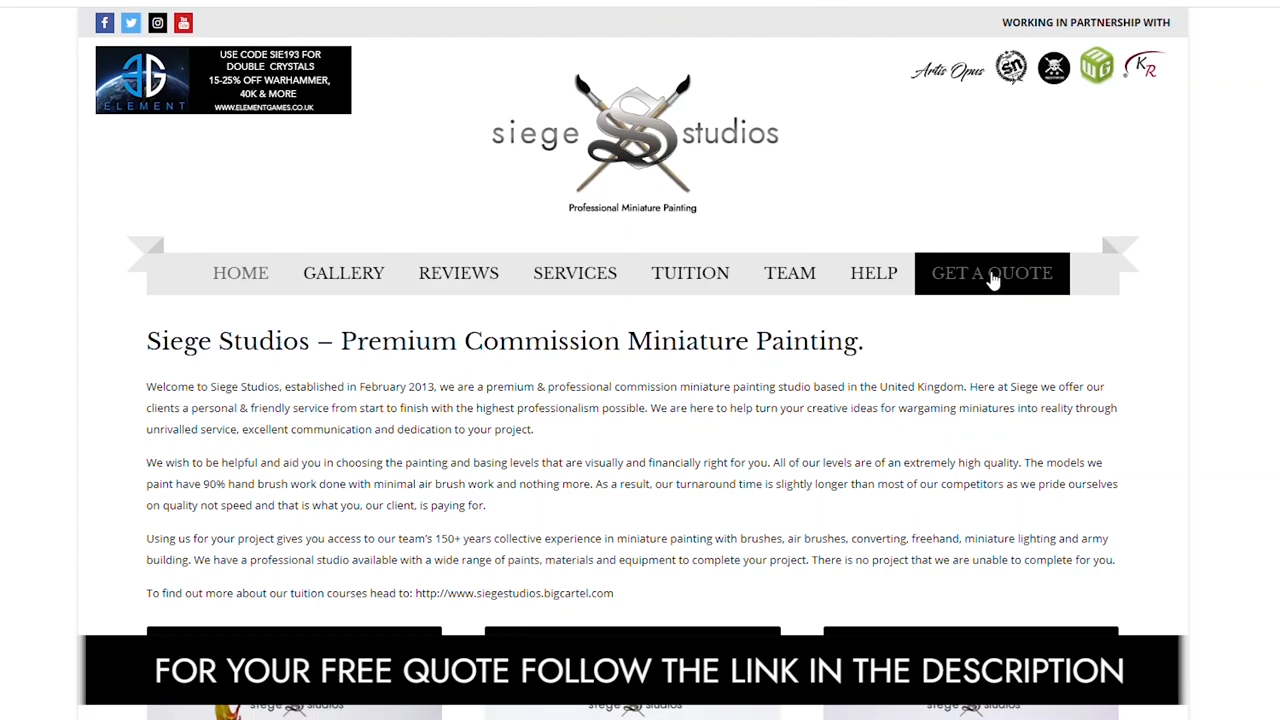 WORKING IN PARTNERSHIP WITH
USE CODE SIE193 FOR
DOUBLE CRYSTALS
15-25% OFF WARHAMMER,
40K & MORE
WWW.ELEMENTGAMES.CO.UK
ELEMENT
Artis Opus
KR
siege S studios
Professional Miniature Painting
HOME GALLERY REVIEWS SERVICES TUITION TEAM HELP GET A QUOTE
Siege Studios – Premium Commission Miniature Painting.
Welcome to Siege Studios, established in February 2013, we are a premium & professional commission miniature painting studio based in the United Kingdom. Here at Siege we offer our
clients a personal & friendly service from start to finish with the highest professionalism possible. We are here to help turn your creative ideas for wargaming miniatures into reality through
unrivalled service, excellent communication and dedication to your project.
We wish to be helpful and aid you in choosing the painting and basing levels that are visually and financially right for you. All of our levels are of an extremely high quality. The models we
paint have 90% hand brush work done with minimal air brush work and nothing more. As a result, our turnaround time is slightly longer than most of our competitors as we pride ourselves
on quality not speed and that is what you, our client, is paying for.
Using us for your project gives you access to our team's 150+ years collective experience in miniature painting with brushes, air brushes, converting, freehand, miniature lighting and army
building. We have a professional studio available with a wide range of paints, materials and equipment to complete your project. There is no project that we are unable to complete for you.
To find out more about our tuition courses head to: http://www.siegestudios.bigcartel.com
FOR YOUR FREE QUOTE FOLLOW THE LINK IN THE DESCRIPTION
siege studios siege studios siege studios